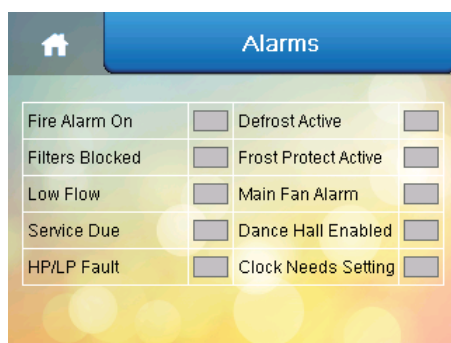 Alarms
Fire Alarm On
Defrost Active
Filters Blocked
Frost Protect Active
Low Flow
Main Fan Alarm
Service Due
Dance Hall Enabled
HP/LP Fault
Clock Needs Setting